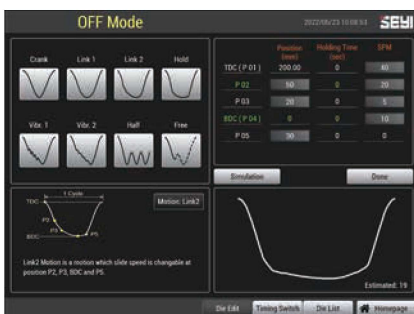 OFF Mode
2022/05/23 10:08:53
SEYI
Crank
Link 1
Link 2
Hold
Vibr. 1
Vibr. 2
Half
Free
Position (mm)
Holding Time (sec)
SPM
TDC ( P 01 ) 200.00 0 40
P 02 50 0 20
P 03 20 0 5
BDC ( P 04 ) 0 0 10
P 05 30 0 0
Simulation
Done
1 Cycle
TDC
P2
P3
P5
BDC
Motion: Link2
Link2 Motion is a motion which slide speed is changable at
position P2, P3, BDC and P5.
Estimated: 19
Die Edit
Timing Switch
Die List
Homepage